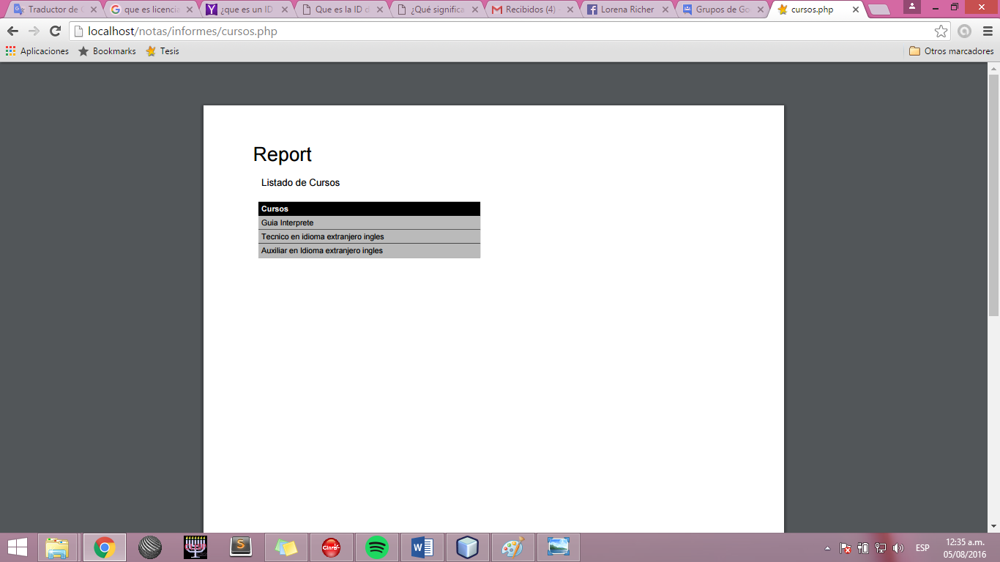 Traductor de G
que es licencie
¿que es un ID
Que es la ID d
¿Qué significa
Recibidos (4) -
Lorena Richer
Grupos de Go
cursos.php
localhost/notas/informes/cursos.php
Aplicaciones
Bookmarks
Tesis
Otros marcadores
Report
Listado de Cursos
Cursos
Guia Interprete
Tecnico en idioma extranjero ingles
Auxiliar en Idioma extranjero ingles
ESP
12:35 a.m.
05/08/2016